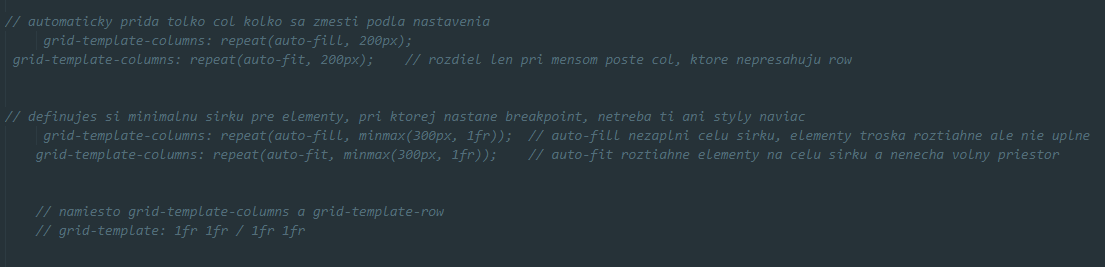 // automaticky prida tolko col kolko sa zmesti podla nastavenia
grid-template-columns: repeat(auto-fill, 200px);
grid-template-columns: repeat(auto-fit, 200px);    // rozdiel len pri mensom poste col, ktore nepresahuju row
// definujes si minimalnu sirku pre elementy, pri ktorej nastane breakpoint, netreba ti ani styly naviac
grid-template-columns: repeat(auto-fill, minmax(300px, 1fr));  // auto-fill nezaplni celu sirku, elementy troska roztiahne ale nie uplne
grid-template-columns: repeat(auto-fit, minmax(300px, 1fr));    // auto-fit roztiahne elementy na celu sirku a nenecha volny priestor
// namiesto grid-template-columns a grid-template-row
// grid-template: 1fr 1fr / 1fr 1fr